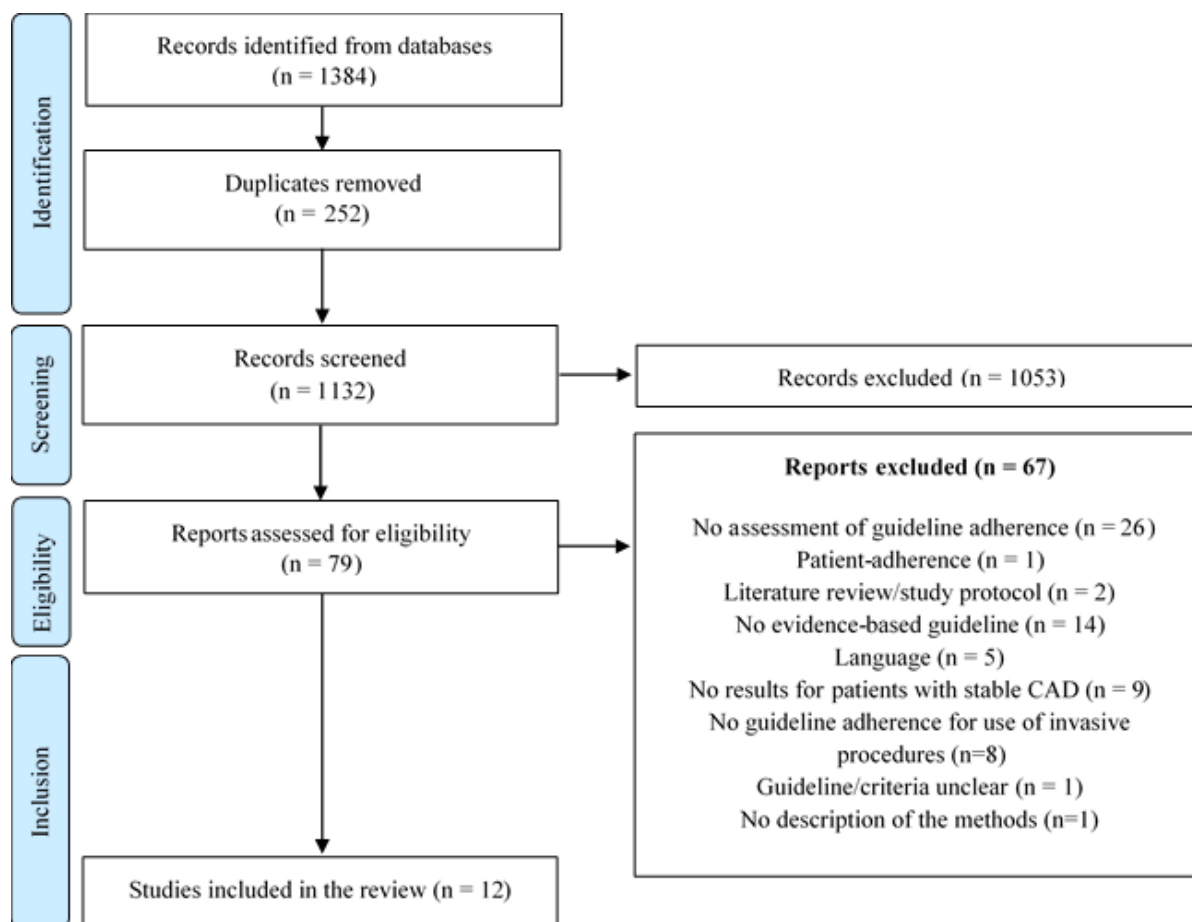 Identification
Records identified from databases
(n = 1384)
Duplicates removed
(n = 252)
Screening
Records screened
(n = 1132)
Records excluded (n = 1053)
Eligibility
Reports assessed for eligibility
(n = 79)
Reports excluded (n = 67)
No assessment of guideline adherence (n = 26)
Patient-adherence (n = 1)
Literature review/study protocol (n = 2)
No evidence-based guideline (n = 14)
Language (n = 5)
No results for patients with stable CAD (n = 9)
No guideline adherence for use of invasive
procedures (n=8)
Guideline/criteria unclear (n = 1)
No description of the methods (n=1)
Inclusion
Studies included in the review (n = 12)